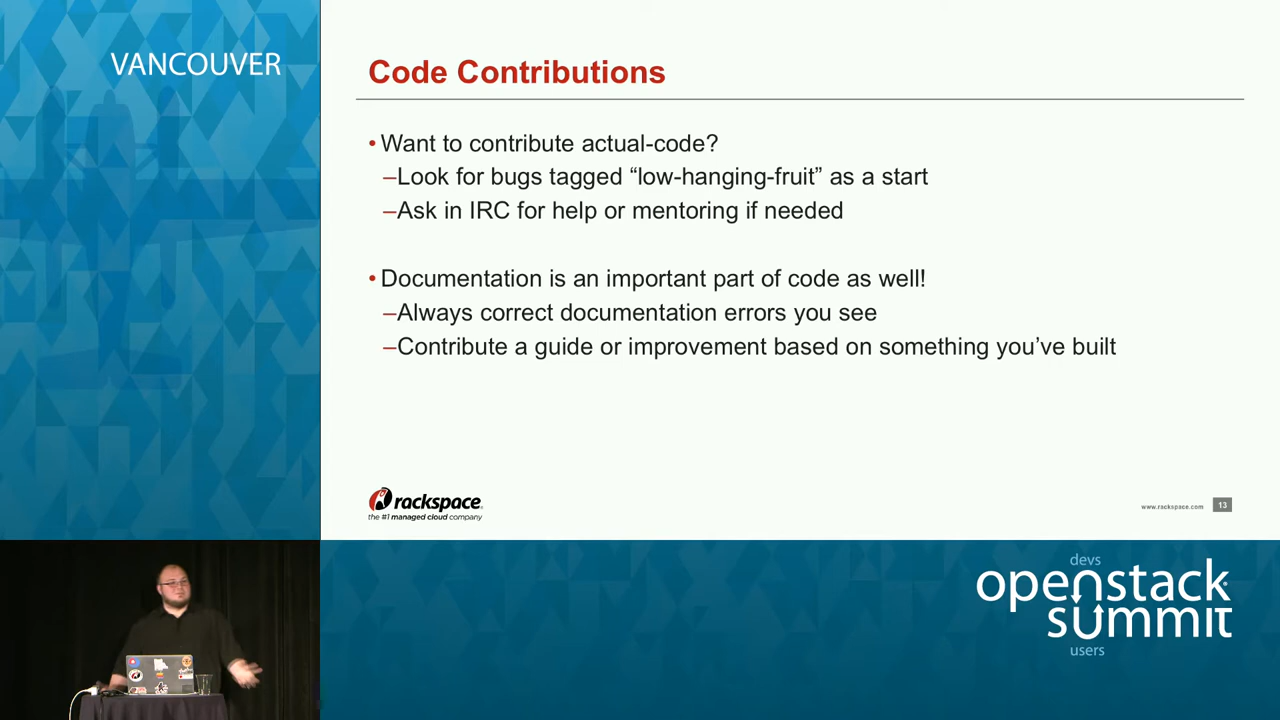 VANCOUVER
Code Contributions
• Want to contribute actual-code?
–Look for bugs tagged “low-hanging-fruit” as a start
–Ask in IRC for help or mentoring if needed
• Documentation is an important part of code as well!
–Always correct documentation errors you see
–Contribute a guide or improvement based on something you’ve built
rackspace
the #1 managed cloud company
www.rackspace.com 13
devs
openstack
summit
users